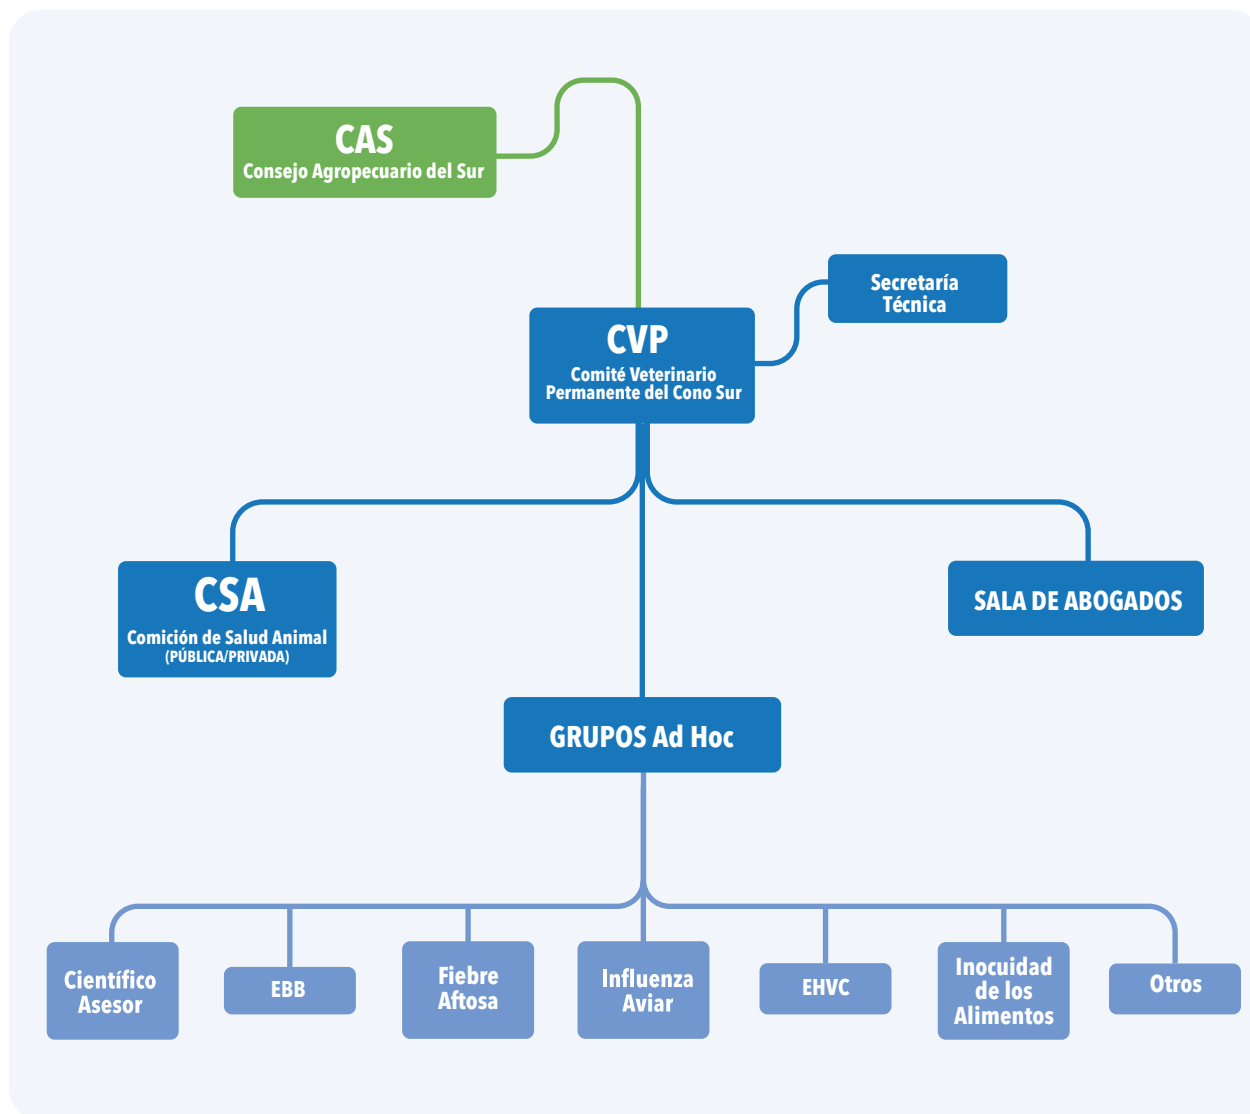 CAS
Consejo Agropecuario del Sur
Secretaría
Técnica
CVP
Comité Veterinario
Permanente del Cono Sur
CSA
Comición de Salud Animal
(PÚBLICA/PRIVADA)
SALA DE ABOGADOS
GRUPOS Ad Hoc
Científico
Asesor
EBB
Fiebre
Aftosa
Influenza
Aviar
EHVC
Inocuidad
de los
Alimentos
Otros